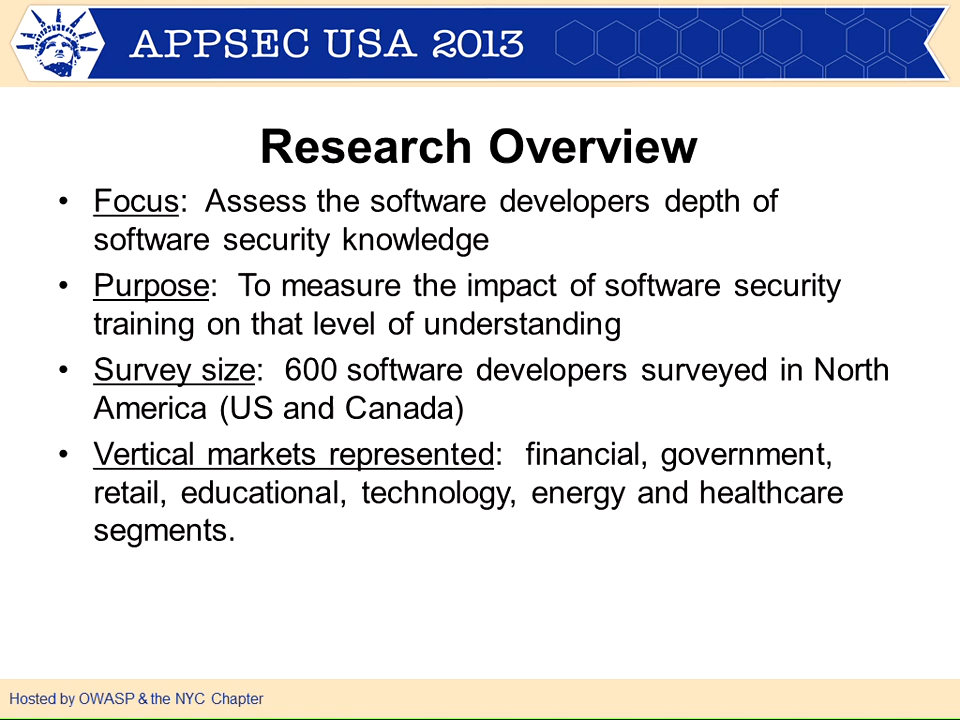 APPSEC USA 2013
Research Overview
• Focus:  Assess the software developers depth of
software security knowledge
• Purpose:  To measure the impact of software security
training on that level of understanding
• Survey size:  600 software developers surveyed in North
America (US and Canada)
• Vertical markets represented:  financial, government,
retail, educational, technology, energy and healthcare
segments.
Hosted by OWASP & the NYC Chapter